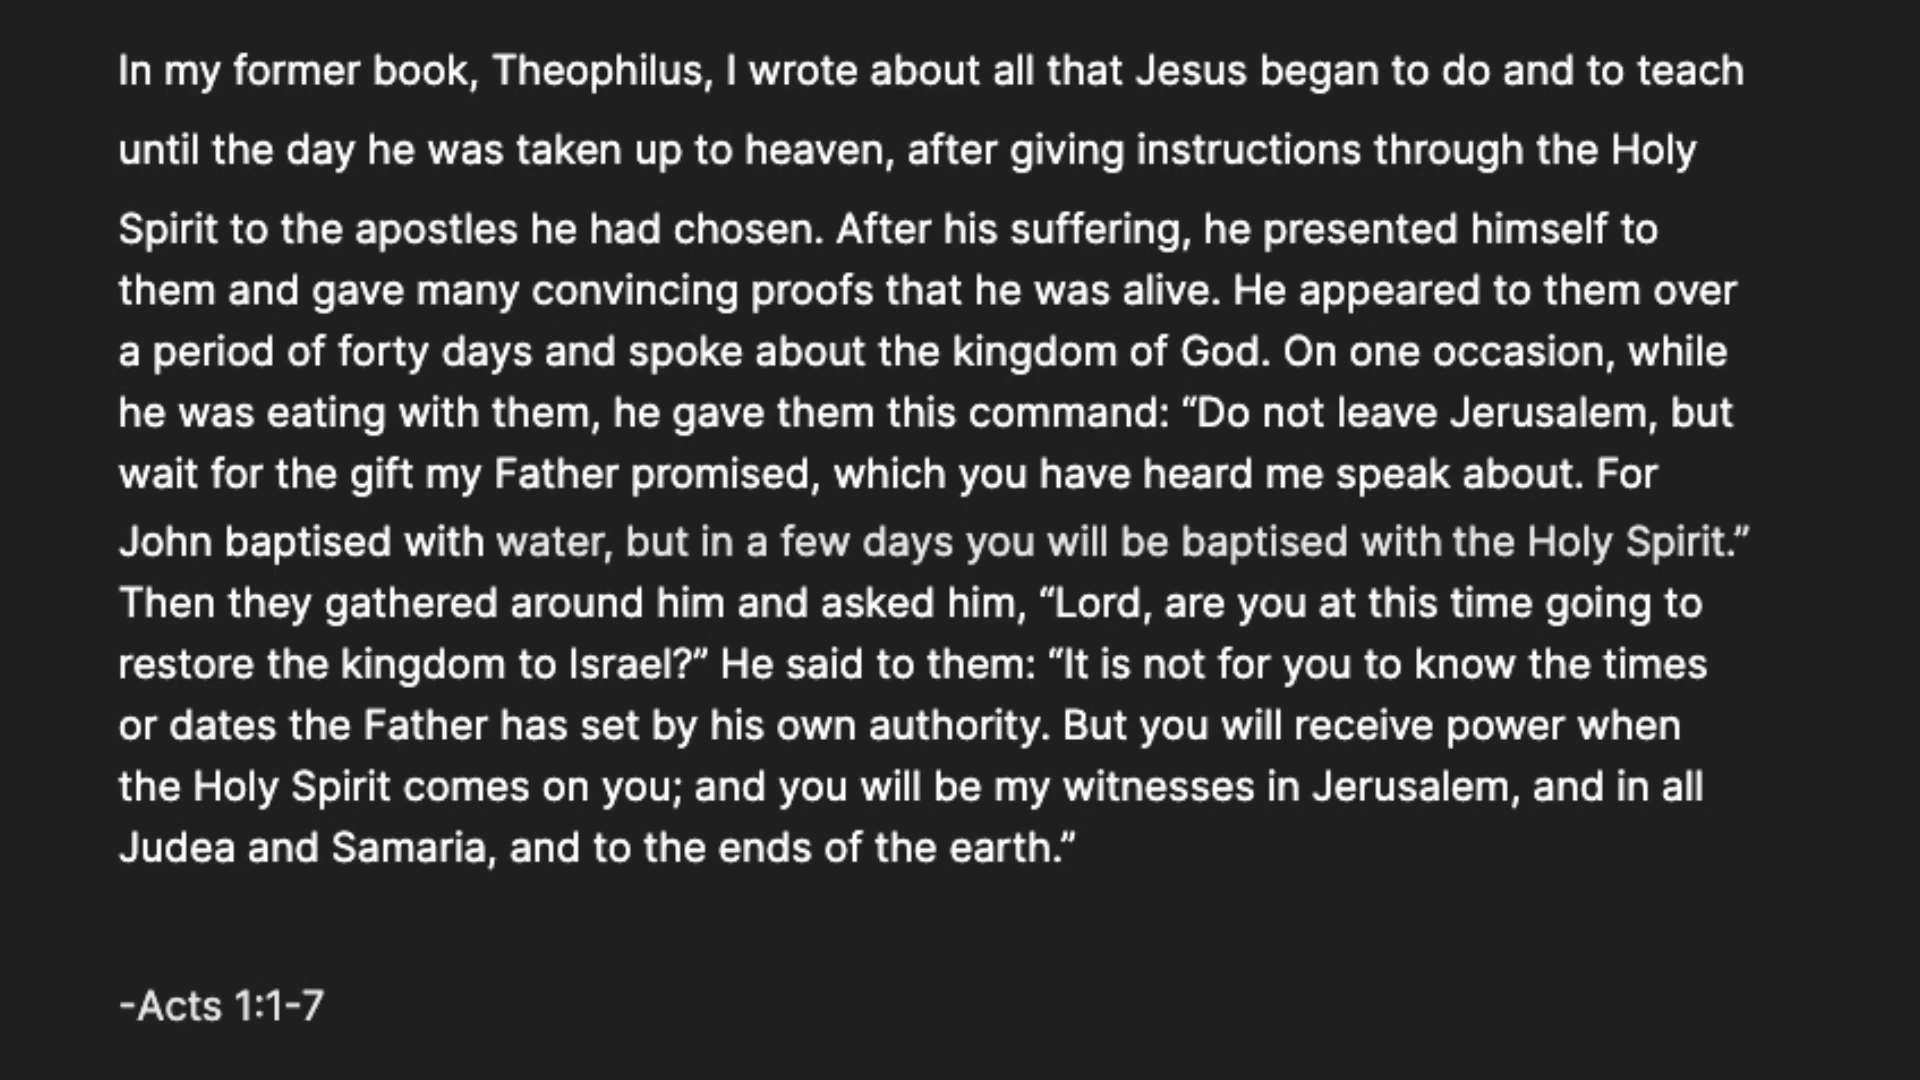 In my former book, Theophilus, I wrote about all that Jesus began to do and to teach
until the day he was taken up to heaven, after giving instructions through the Holy
Spirit to the apostles he had chosen. After his suffering, he presented himself to
them and gave many convincing proofs that he was alive. He appeared to them over
a period of forty days and spoke about the kingdom of God. On one occasion, while
he was eating with them, he gave them this command: “Do not leave Jerusalem, but
wait for the gift my Father promised, which you have heard me speak about. For
John baptised with water, but in a few days you will be baptised with the Holy Spirit.”
Then they gathered around him and asked him, “Lord, are you at this time going to
restore the kingdom to Israel?” He said to them: “It is not for you to know the times
or dates the Father has set by his own authority. But you will receive power when
the Holy Spirit comes on you; and you will be my witnesses in Jerusalem, and in all
Judea and Samaria, and to the ends of the earth.”
-Acts 1:1-7